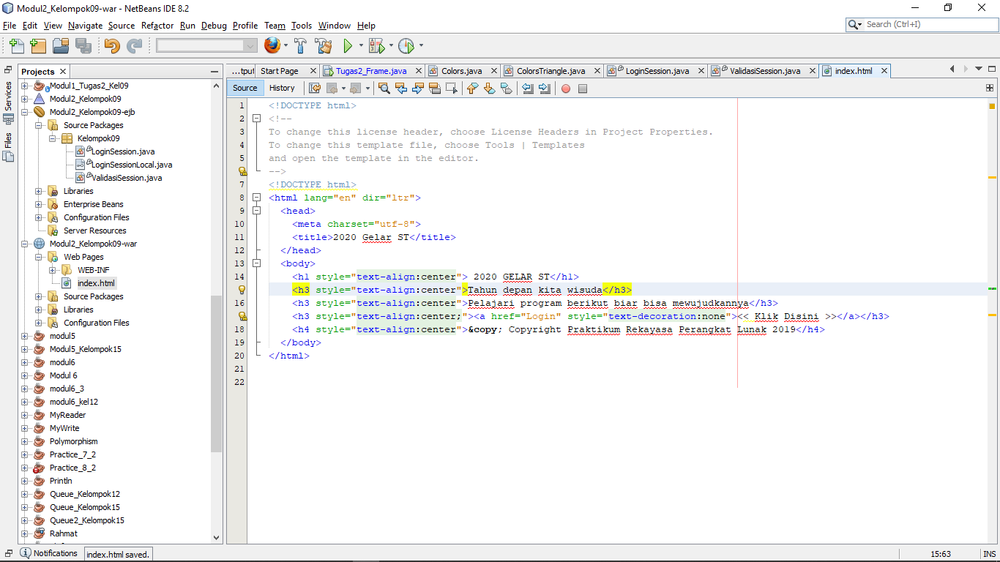 Modul2_Kelompok09-war - NetBeans IDE 8.2
File Edit View Navigate Source Refactor Run Debug Profile Team Tools Window Help
Search (Ctrl+I)
Projects
...tput Start Page Tugas2_Frame.java Colors.java ColorsTriangle.java LoginSession.java ValidasiSession.java index.html
Services
Files
Modul1_Tugas2_Kel09
Modul2_Kelompok09
Modul2_Kelompok09-ejb
Source Packages
Kelompok09
LoginSession.java
LoginSessionLocal.java
ValidasiSession.java
Libraries
Enterprise Beans
Configuration Files
Server Resources
Modul2_Kelompok09-war
Web Pages
WEB-INF
index.html
Source Packages
Libraries
Configuration Files
modul5
Modul5_Kelompok15
modul6
Modul 6
modul6_3
modul6_kel12
MyReader
MyWrite
Polymorphism
Practice_7_2
Practice_8_2
Println
Queue_Kelompok12
Queue_Kelompok15
Queue2_Kelompok15
Rahmat
Source History
1 <!DOCTYPE html>
2 <!--
3 To change this license header, choose License Headers in Project Properties.
4 To change this template file, choose Tools | Templates
5 and open the template in the editor.
-->
7 <!DOCTYPE html>
8 <html lang="en" dir="ltr">
9 <head>
10 <meta charset="utf-8">
11 <title>2020 Gelar ST</title>
12 </head>
13 <body>
14 <h1 style="text-align:center"> 2020 GELAR ST</h1>
<h3 style="text-align:center">Tahun depan kita wisuda</h3>
16 <h3 style="text-align:center">Pelajari program berikut biar bisa mewujudkannya</h3>
<h3 style="text-align:center;"><a href="Login" style="text-decoration:none"><< Klik Disini >></a></h3>
18 <h4 style="text-align:center">&copy; Copyright Praktikum Rekayasa Perangkat Lunak 2019</h4>
19 </body>
20 </html>
21
22
Notifications
index.html saved.
15:63 INS